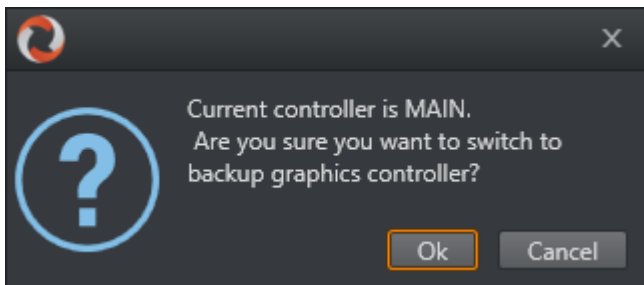 Current controller is MAIN.
Are you sure you want to switch to
backup graphics controller?
Ok
Cancel